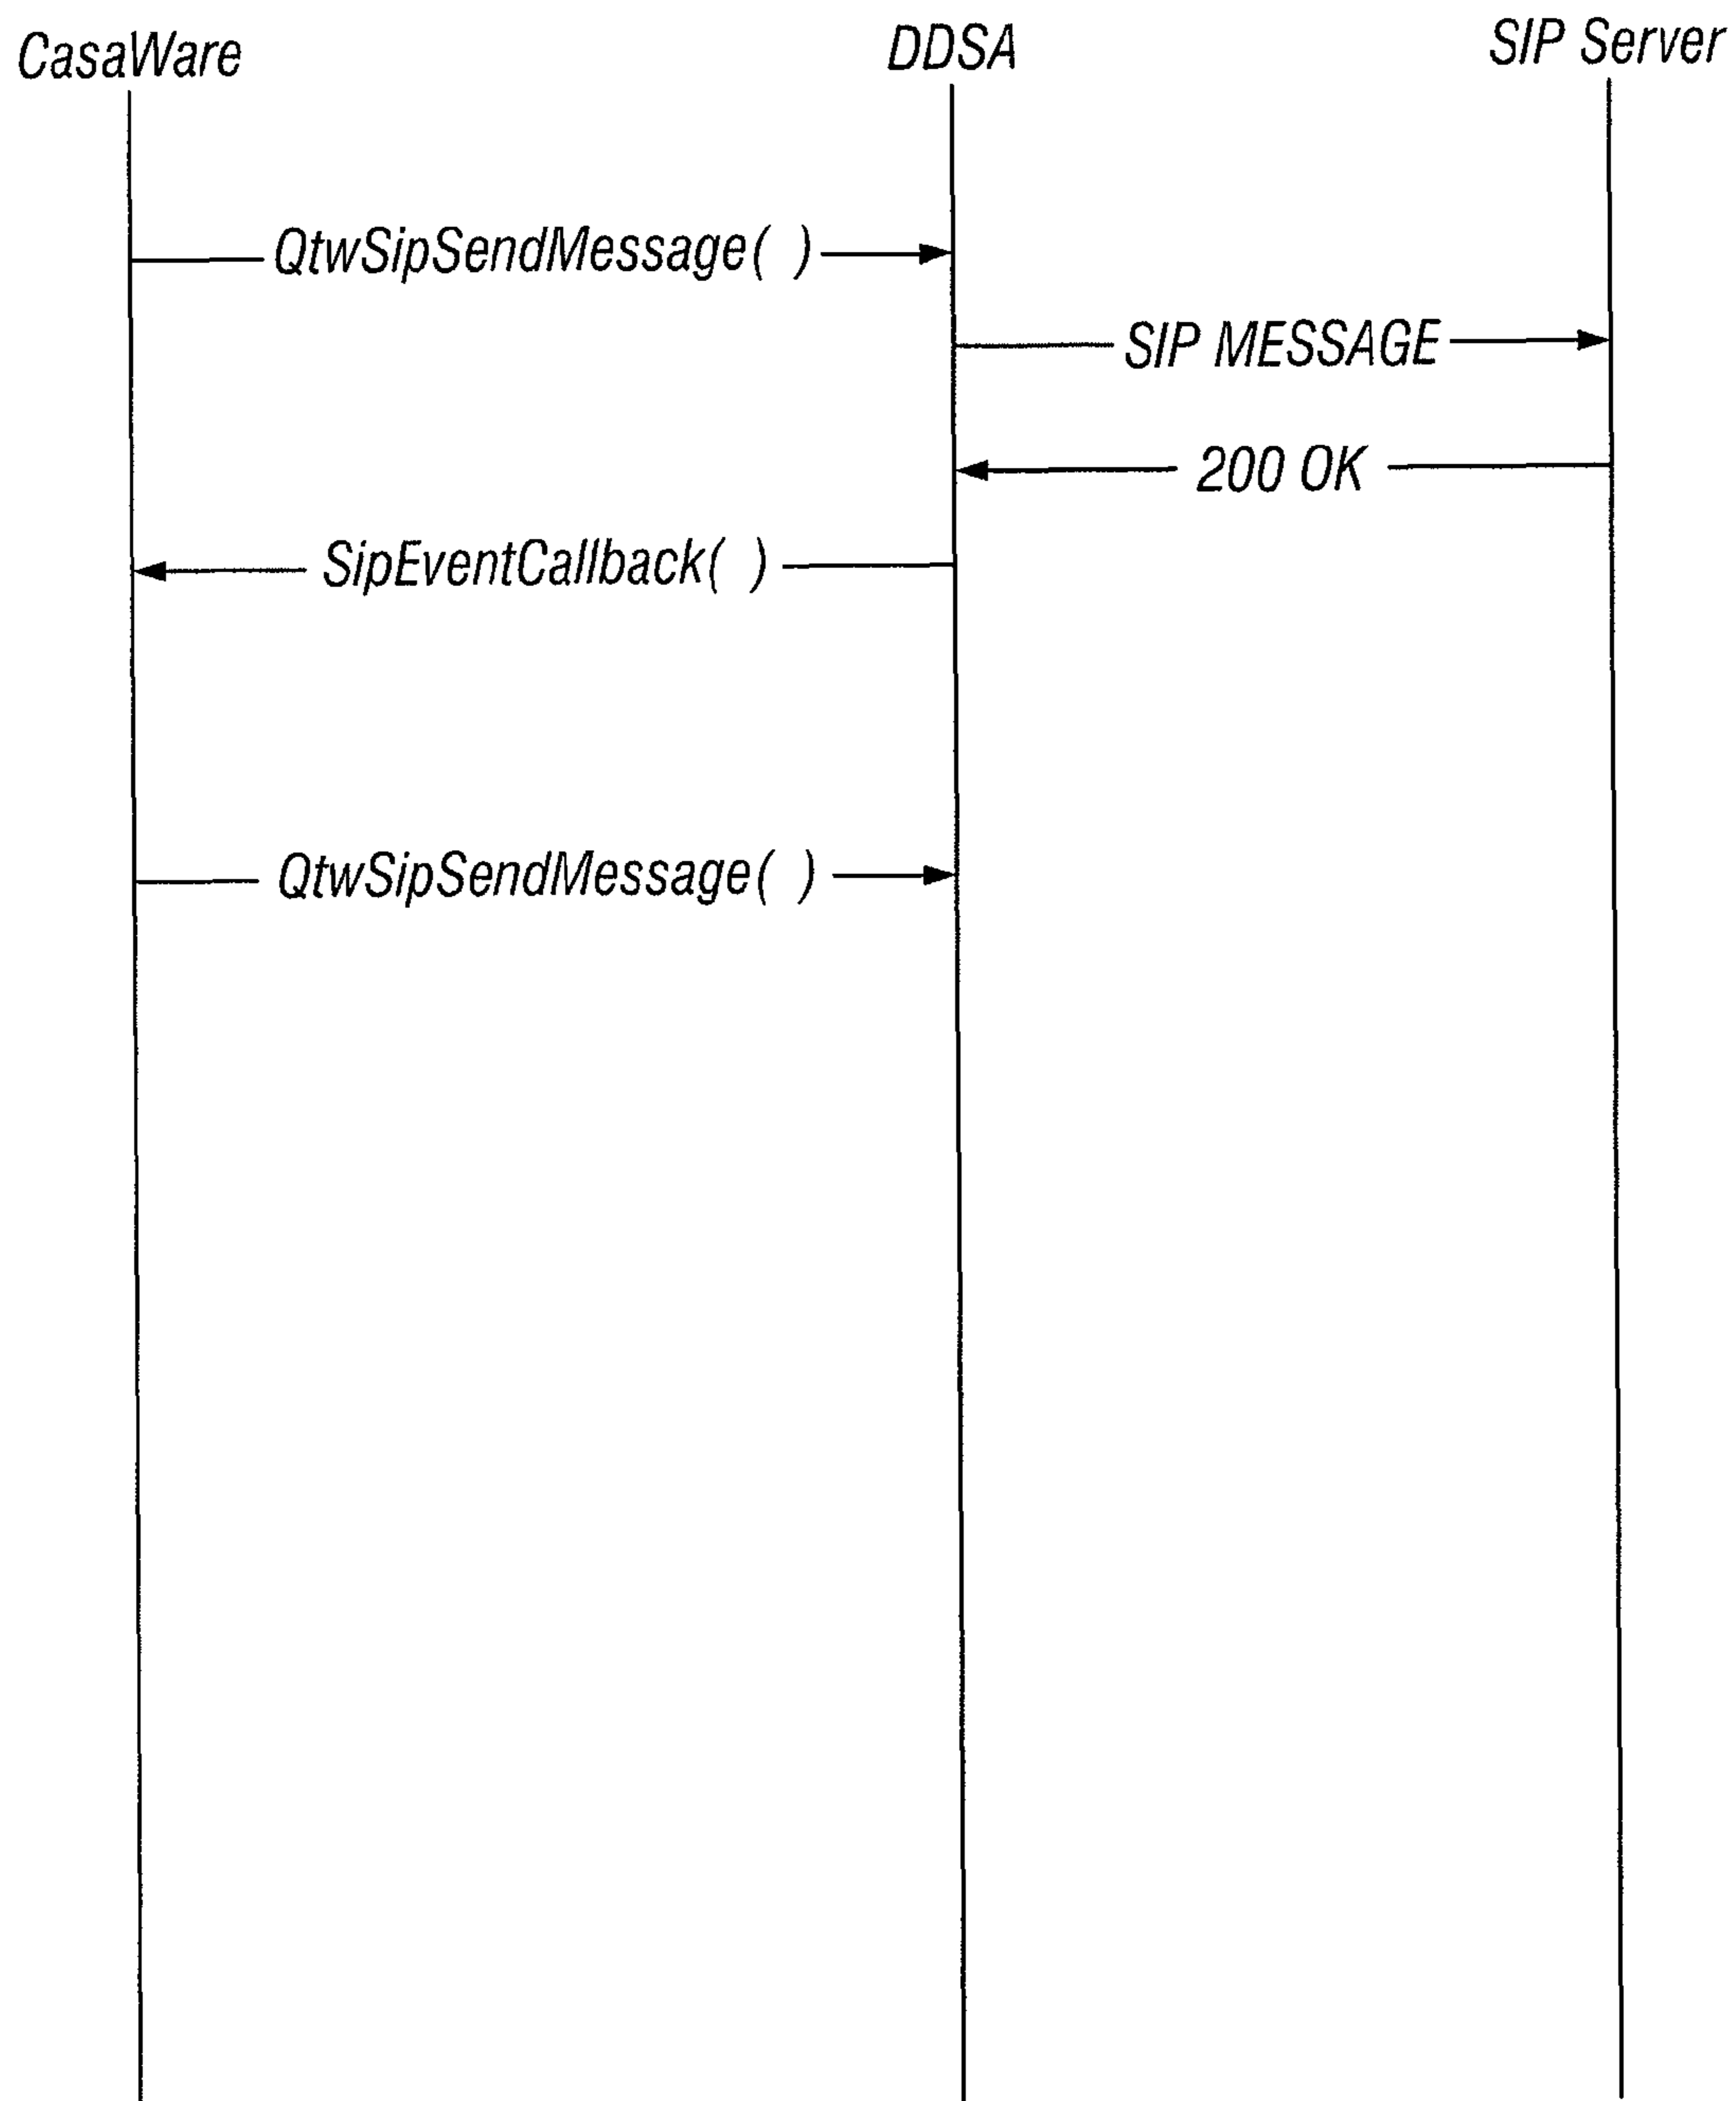 CasaWare
DDSA
SIP Server
QtwSipSendMessage( )
SIP MESSAGE
200 OK
SipEventCallback( )
QtwSipSendMessage( )